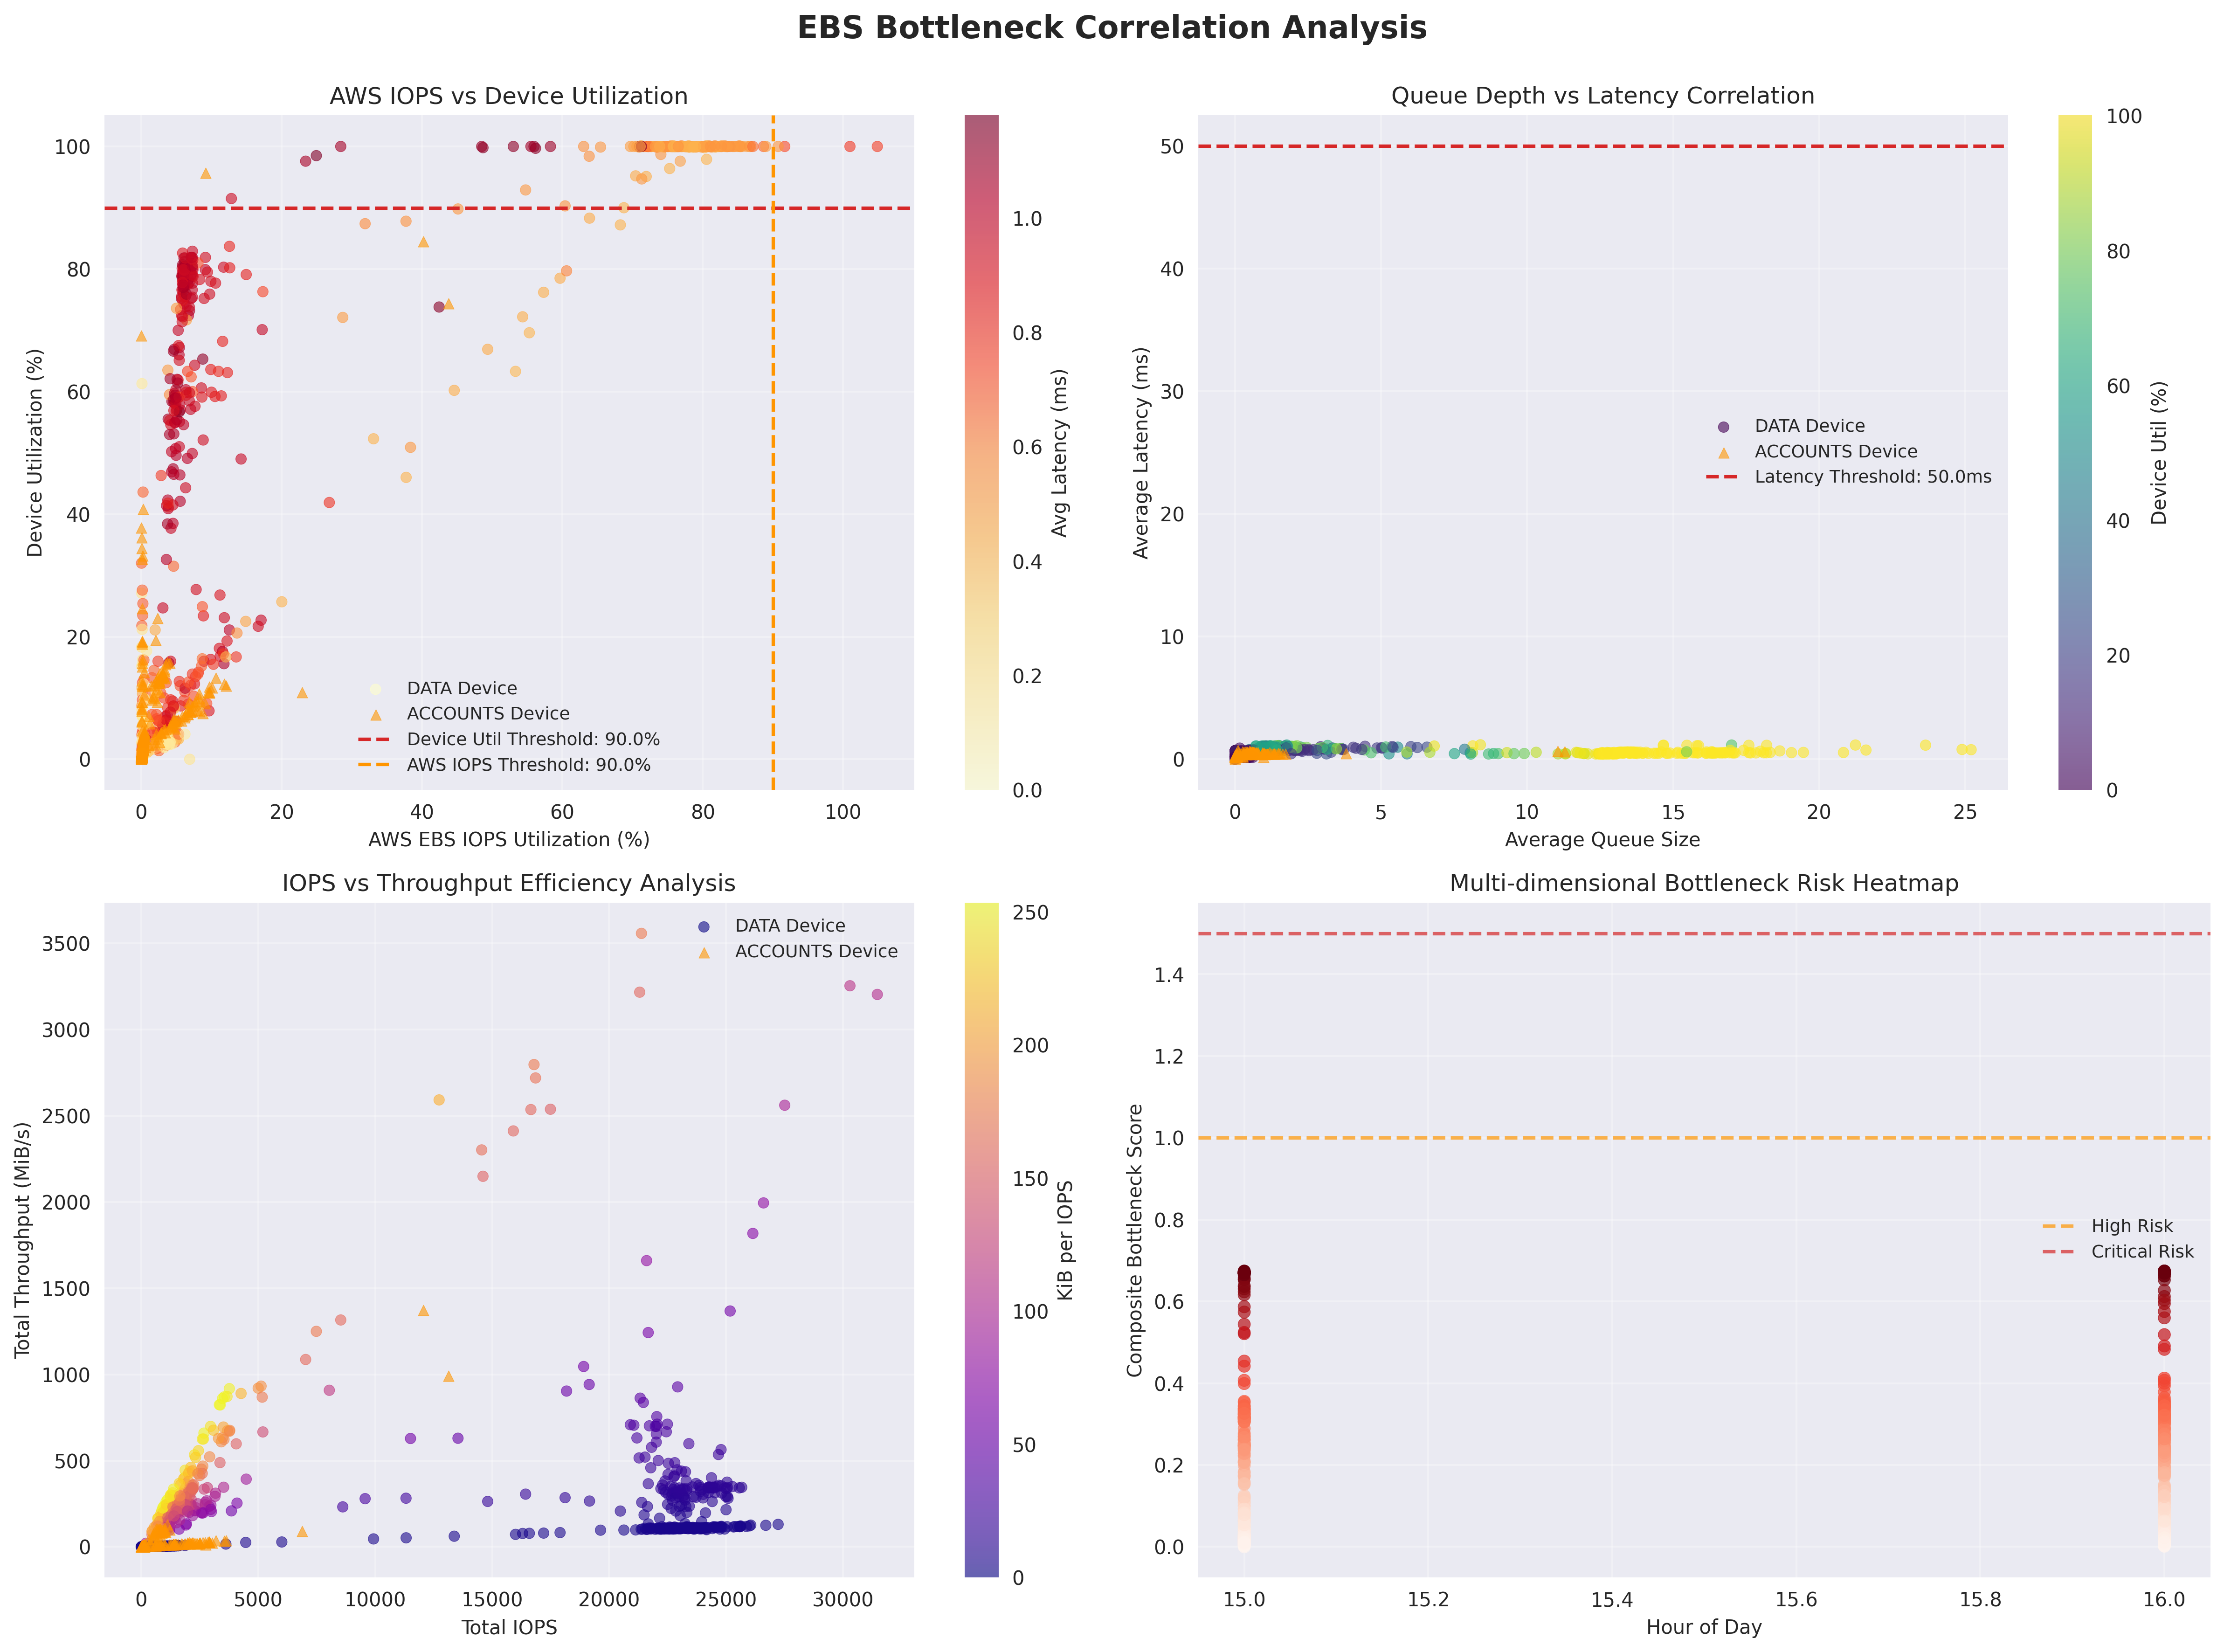 EBS Bottleneck Correlation Analysis
AWS IOPS vs Device Utilization
Device Utilization (%)
100
80
60
40
20
0
0 20 40 60 80 100
AWS EBS IOPS Utilization (%)
DATA Device
ACCOUNTS Device
Device Util Threshold: 90.0%
AWS IOPS Threshold: 90.0%
1.0
0.8
0.6
0.4
0.2
0.0
Avg Latency (ms)
Queue Depth vs Latency Correlation
Average Latency (ms)
50
40
30
20
10
0
0 5 10 15 20 25
Average Queue Size
DATA Device
ACCOUNTS Device
Latency Threshold: 50.0ms
100
80
60
40
20
0
Device Util (%)
IOPS vs Throughput Efficiency Analysis
Total Throughput (MiB/s)
3500
3000
2500
2000
1500
1000
500
0
0 5000 10000 15000 20000 25000 30000
Total IOPS
DATA Device
ACCOUNTS Device
250
200
150
100
50
0
KiB per IOPS
Multi-dimensional Bottleneck Risk Heatmap
Composite Bottleneck Score
1.4
1.2
1.0
0.8
0.6
0.4
0.2
0.0
15.0 15.2 15.4 15.6 15.8 16.0
Hour of Day
High Risk
Critical Risk